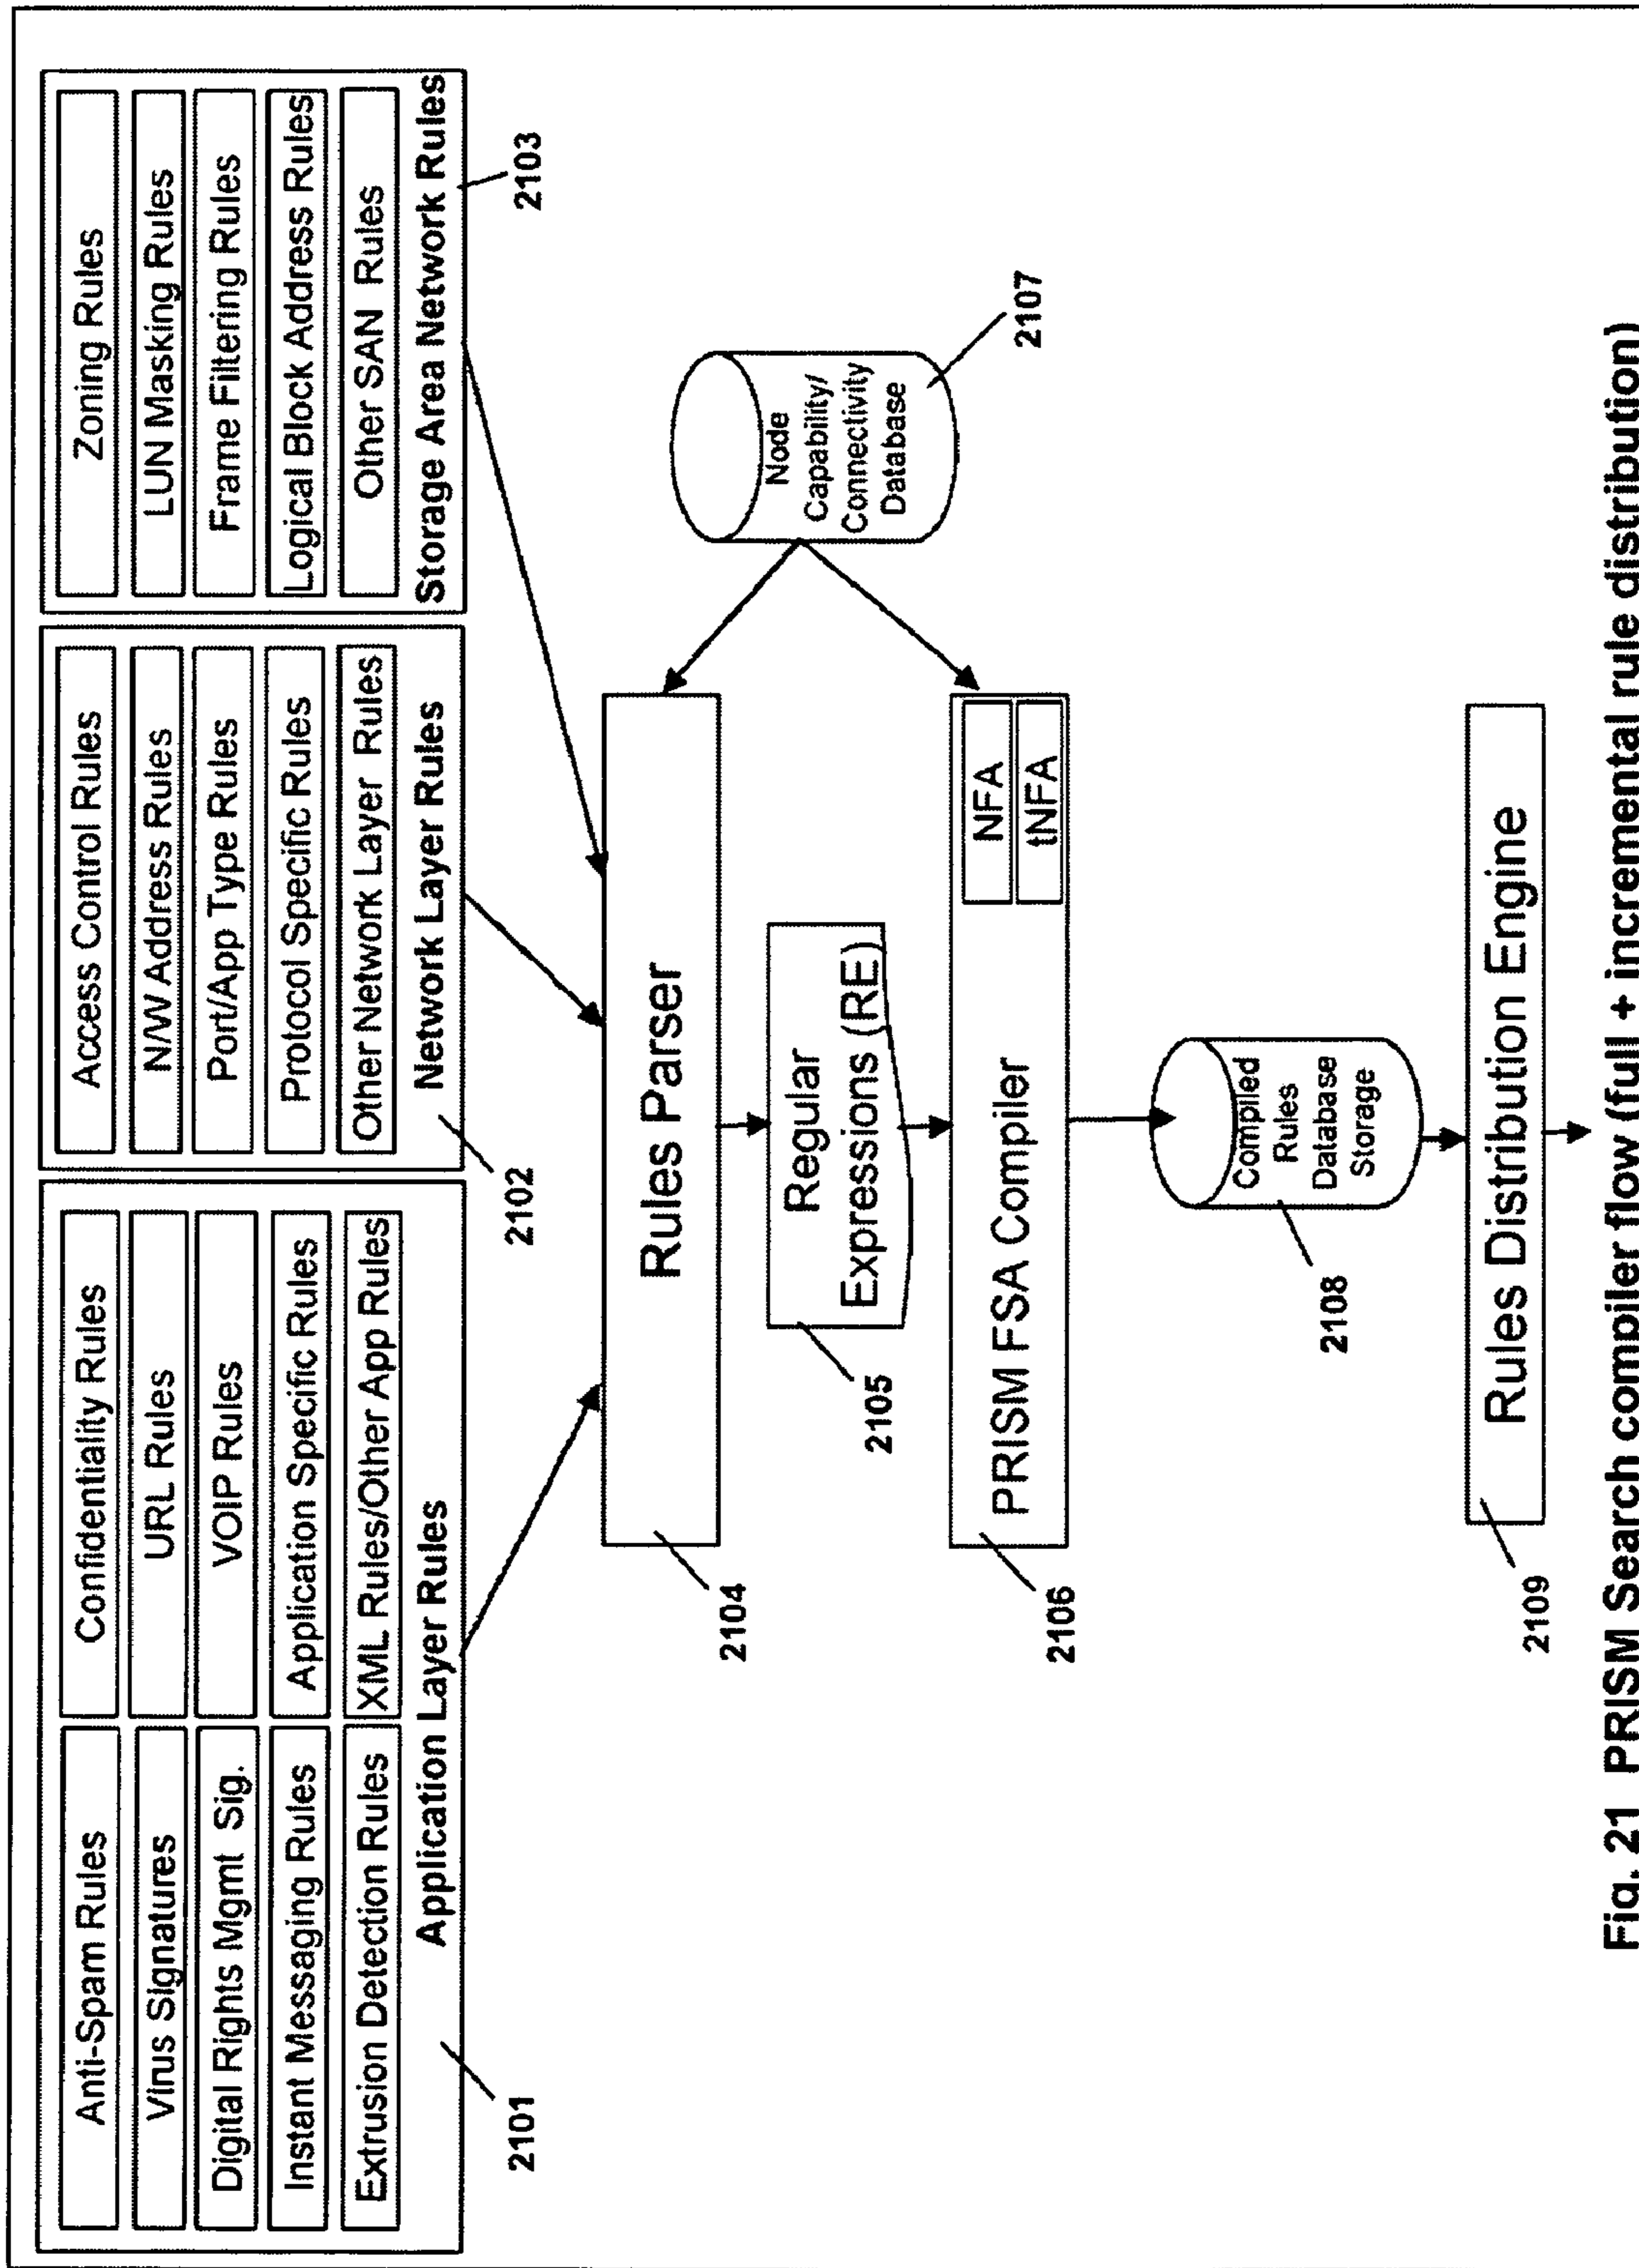 Anti-Spam Rules
Virus Signatures
Digital Rights Mgmt Sig.
Instant Messaging Rules
Extrusion Detection Rules
Confidentiality Rules
URL Rules
VOIP Rules
Application Specific Rules
XML Rules/Other App Rules
Application Layer Rules
2101
Access Control Rules
N/W Address Rules
Port/App Type Rules
Protocol Specific Rules
Other Network Layer Rules
Network Layer Rules
2102
Zoning Rules
LUN Masking Rules
Frame Filtering Rules
Logical Block Address Rules
Other SAN Rules
Storage Area Network Rules
2103
Rules Parser
2104
Node
Capability/
Connectivity
Database
2107
Regular
Expressions (RE)
2105
PRISM FSA Compiler
NFA
tNFA
2106
Compiled
Rules
Database
Storage
2108
Rules Distribution Engine
2109
Fig. 21 PRISM Search compiler flow (full + incremental rule distribution)